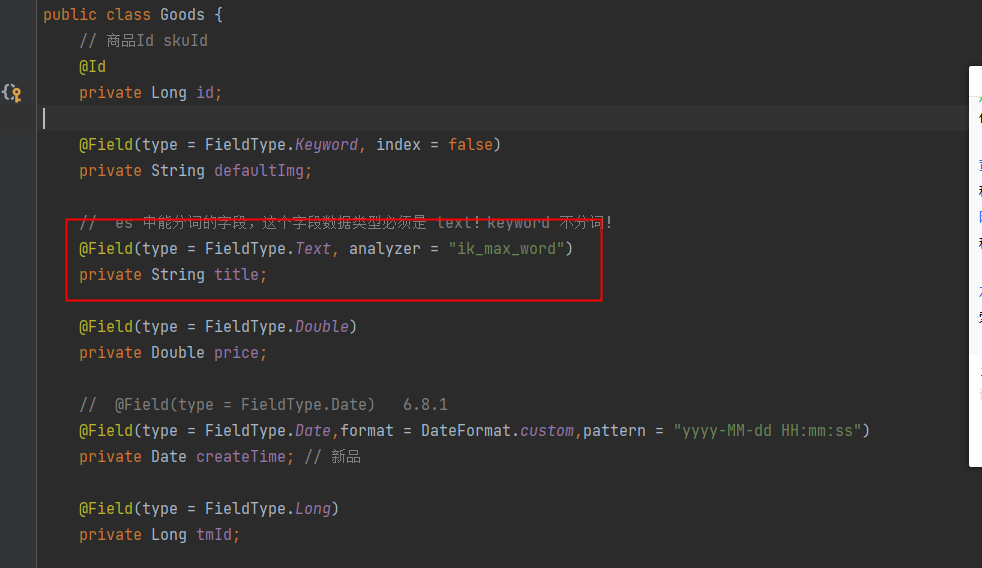 public class Goods {
// 商品Id skuId
@Id
private Long id;
@Field(type = FieldType.Keyword, index = false)
private String defaultImg;
// es 中能分词的字段，这个字段数据类型必须是 text！keyword 不分词！
@Field(type = FieldType.Text, analyzer = "ik_max_word")
private String title;
@Field(type = FieldType.Double)
private Double price;
// @Field(type = FieldType.Date) 6.8.1
@Field(type = FieldType.Date,format = DateFormat.custom,pattern = "yyyy-MM-dd HH:mm:ss")
private Date createTime; // 新品
@Field(type = FieldType.Long)
private Long tmId;